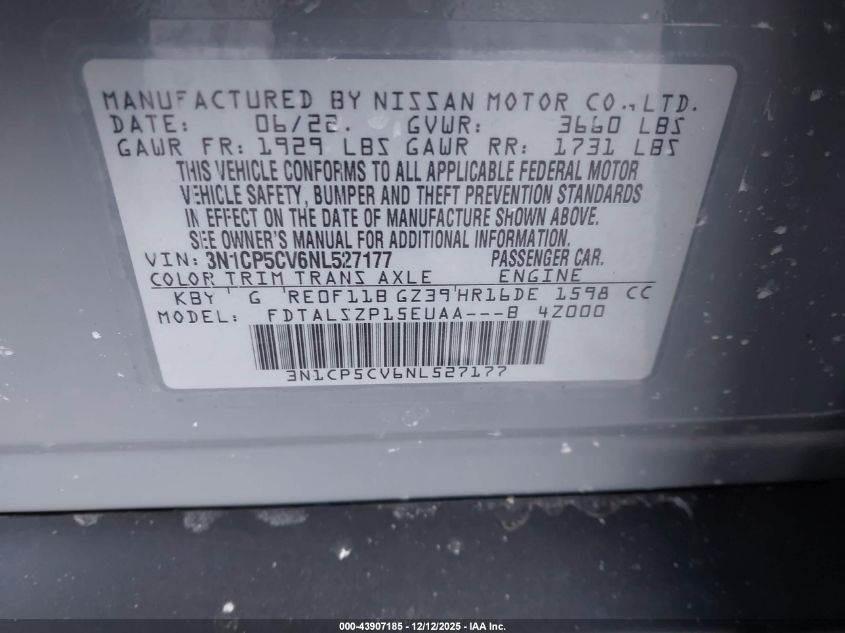 MANUFACTURED BY NISSAN MOTOR CO., LTD.
DATE: 06/22. GVWR: 3660 LBS
GAWR FR: 1929 LBS GAWR RR: 1731 LBS
THIS VEHICLE CONFORMS TO ALL APPLICABLE FEDERAL MOTOR
VEHICLE SAFETY, BUMPER AND THEFT PREVENTION STANDARDS
IN EFFECT ON THE DATE OF MANUFACTURE SHOWN ABOVE.
SEE OWNER'S MANUAL FOR ADDITIONAL INFORMATION.
VIN: 3N1CP5CV6NL527177 PASSENGER CAR.
COLOR TRIM TRANS AXLE ENGINE
KBY G RE0F11B GZ39 HR16DE 1598 CC
MODEL: FDTALSZP15EUAA---B 4Z000
3N1CP5CV6NL527177
000-43907185 - 12/12/2025 - IAA Inc.